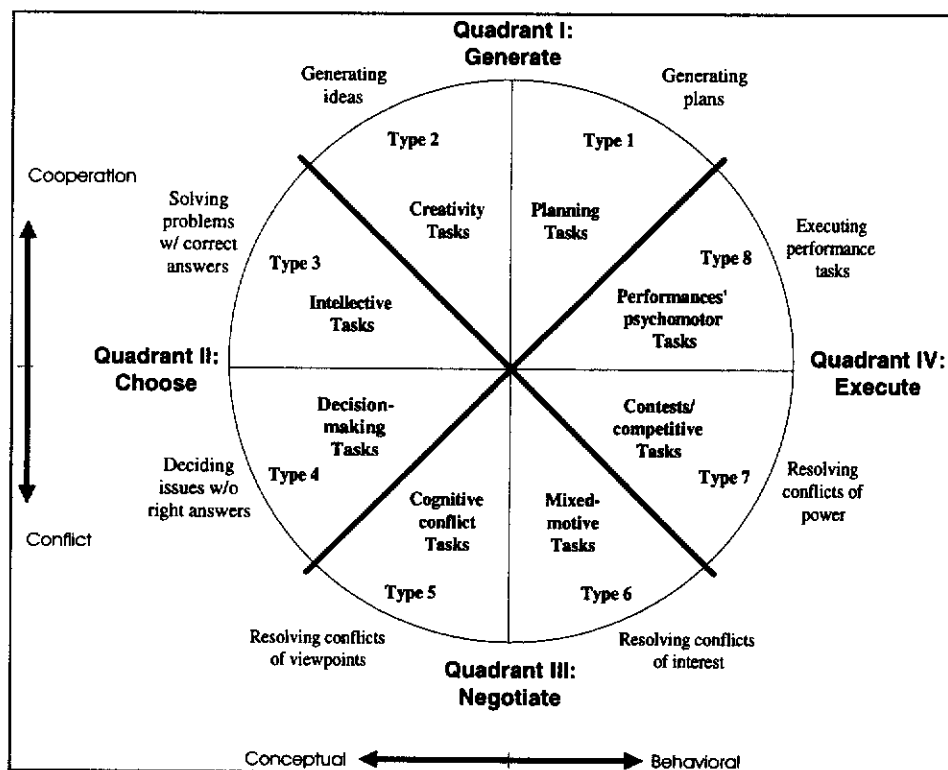 Quadrant I:
Generate
Generating
ideas
Generating
plans
Type 2
Type 1
Cooperation
Creativity
Tasks
Planning
Tasks
Solving
problems
w/ correct
answers
Executing
performance
tasks
Type 3
Type 8
Intellective
Tasks
Performances'
psychomotor
Tasks
Quadrant II:
Choose
Quadrant IV:
Execute
Decision-
making
Tasks
Contests/
competitive
Tasks
Deciding
issues w/o
right answers
Type 4
Type 7
Resolving
conflicts of
power
Conflict
Cognitive
conflict
Tasks
Mixed-
motive
Tasks
Type 5
Type 6
Resolving conflicts
of viewpoints
Resolving conflicts
of interest
Quadrant III:
Negotiate
Conceptual
Behavioral